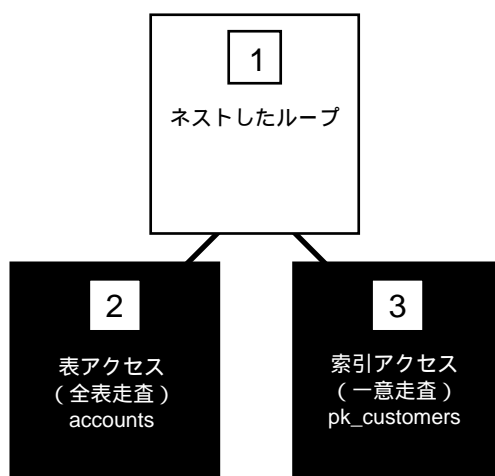 1
ネストしたループ
2
表アクセス
（全表走査）
accounts
3
索引アクセス
（一意走査）
pk_customers